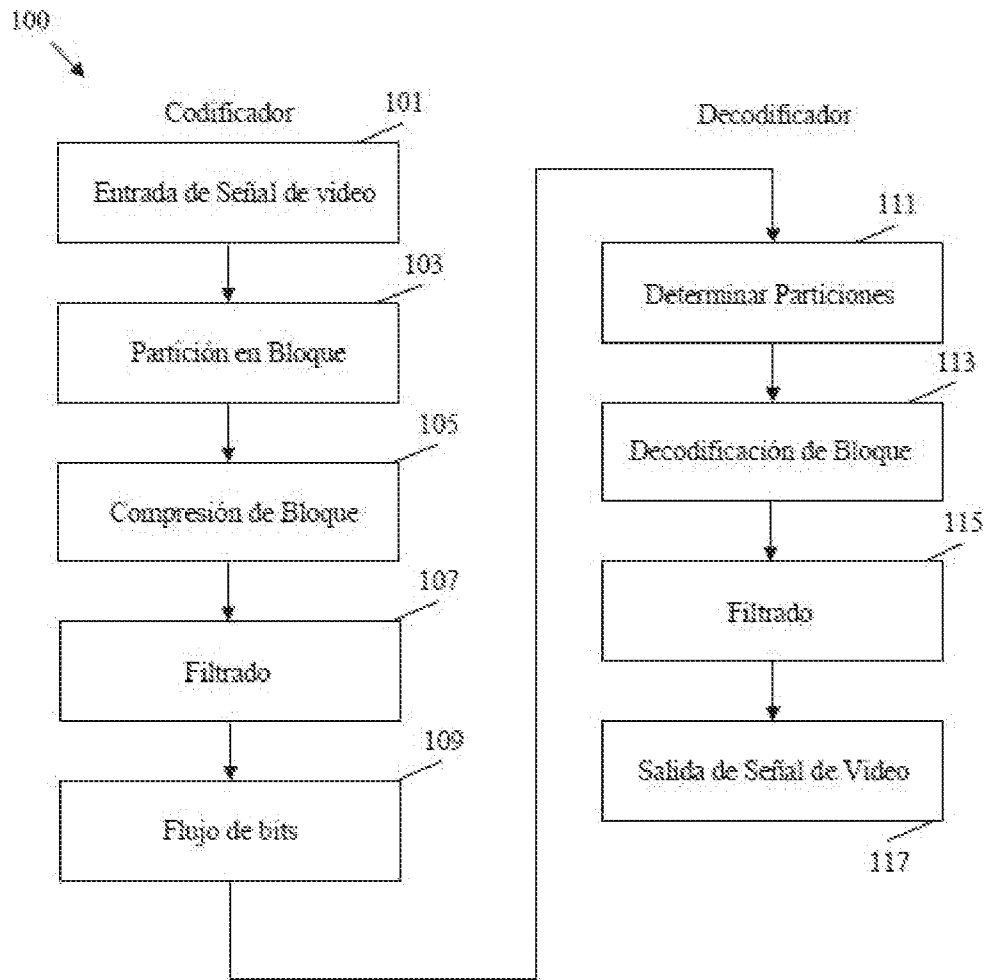 100
Codificador
101
Entrada de Señal de video
103
Partición en Bloque
105
Compresión de Bloque
107
Filtrado
109
Flujo de bits
Decodificador
111
Determinar Particiones
113
Decodificación de Bloque
115
Filtrado
Salida de Señal de Video
117